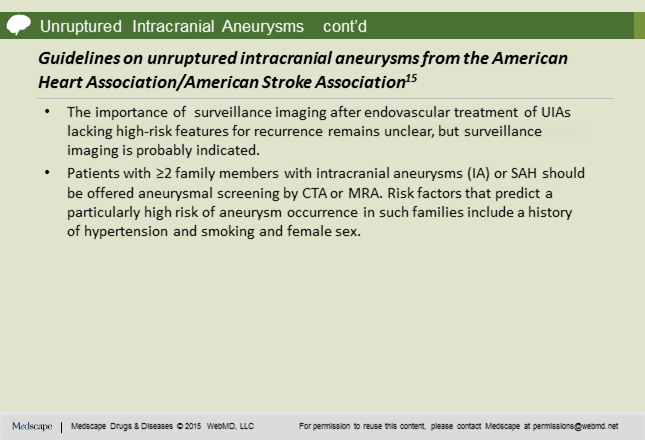 Unruptured Intracranial Aneurysms cont'd
Guidelines on unruptured intracranial aneurysms from the American
Heart Association/American Stroke Association15
• The importance of surveillance imaging after endovascular treatment of UIAs
lacking high-risk features for recurrence remains unclear, but surveillance
imaging is probably indicated.
• Patients with ≥2 family members with intracranial aneurysms (IA) or SAH should
be offered aneurysmal screening by CTA or MRA. Risk factors that predict a
particularly high risk of aneurysm occurrence in such families include a history
of hypertension and smoking and female sex.
Medscape | Medscape Drugs & Diseases © 2015 WebMD, LLC For permission to reuse this content, please contact Medscape at permissions@webmd.net